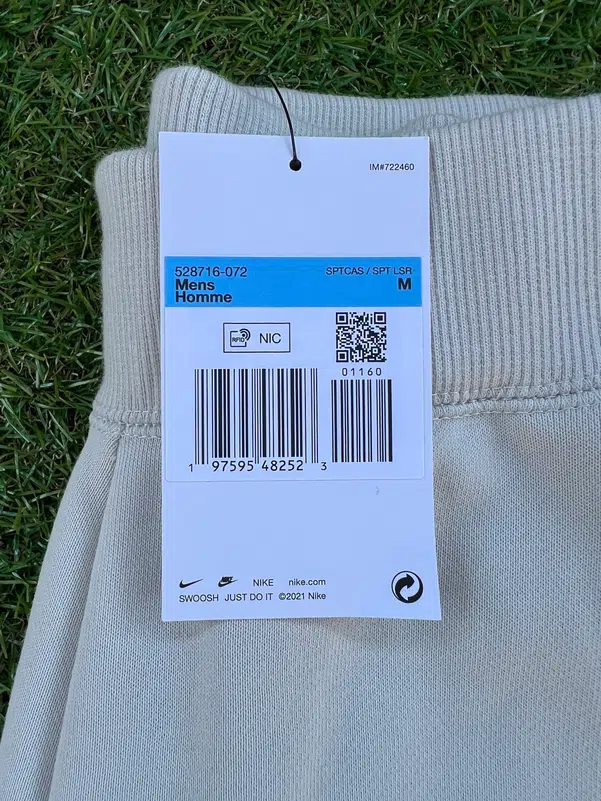 IM#722460
528716-072 SPTCAS / SPT LSR
Mens M
Homme
RFID NIC
01160
1 97595 48252 3
NIKE nike.com
SWOOSH JUST DO IT ©2021 Nike